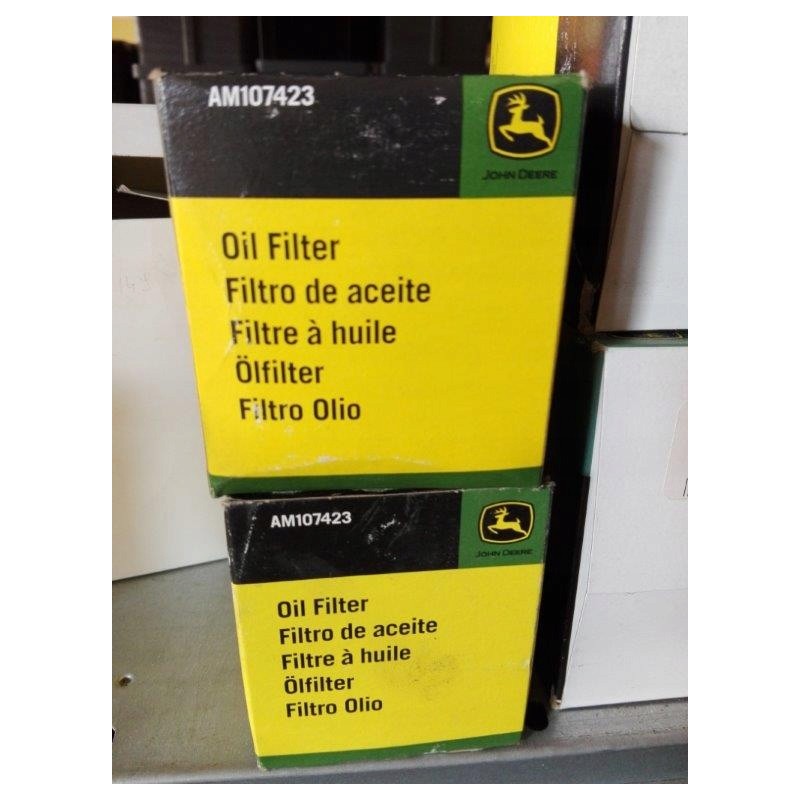 AM107423
JOHN DEERE
Oil Filter
Filtro de aceite
Filtre à huile
Ölfilter
Filtro Olio
AM107423
JOHN DEERE
Oil Filter
Filtro de aceite
Filtre à huile
Ölfilter
Filtro Olio